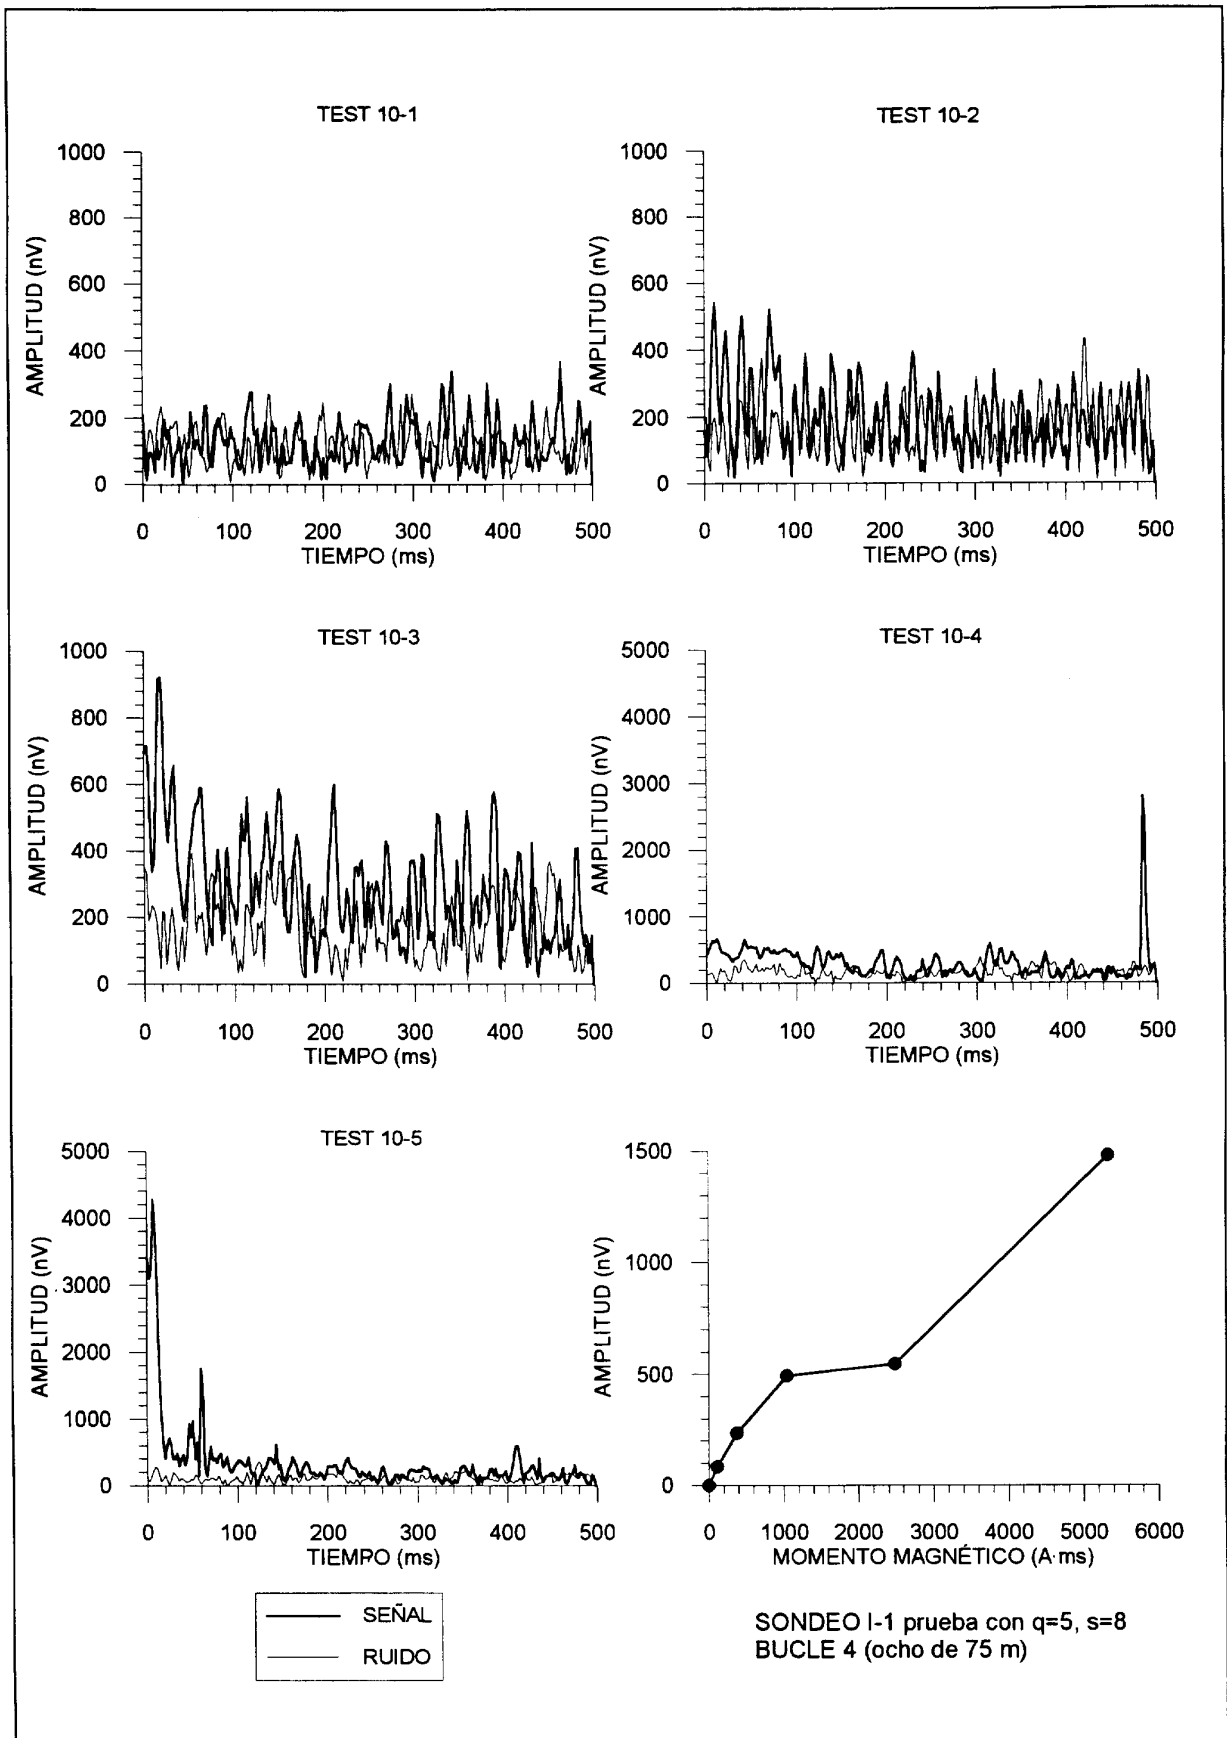 TEST 10-1
1000
800
600
400
200
0
AMPLITUD (nV)
0 100 200 300 400 500
TIEMPO (ms)
TEST 10-2
1000
800
600
400
200
0
AMPLITUD (nV)
0 100 200 300 400 500
TIEMPO (ms)
TEST 10-3
1000
800
600
400
200
0
AMPLITUD (nV)
0 100 200 300 400 500
TIEMPO (ms)
TEST 10-4
5000
4000
3000
2000
1000
0
AMPLITUD (nV)
0 100 200 300 400 500
TIEMPO (ms)
TEST 10-5
5000
4000
3000
2000
1000
0
AMPLITUD (nV)
0 100 200 300 400 500
TIEMPO (ms)
1500
1000
500
0
AMPLITUD (nV)
0 1000 2000 3000 4000 5000 6000
MOMENTO MAGNÉTICO (A·ms)
SEÑAL
RUIDO
SONDEO I-1 prueba con q=5, s=8
BUCLE 4 (ocho de 75 m)